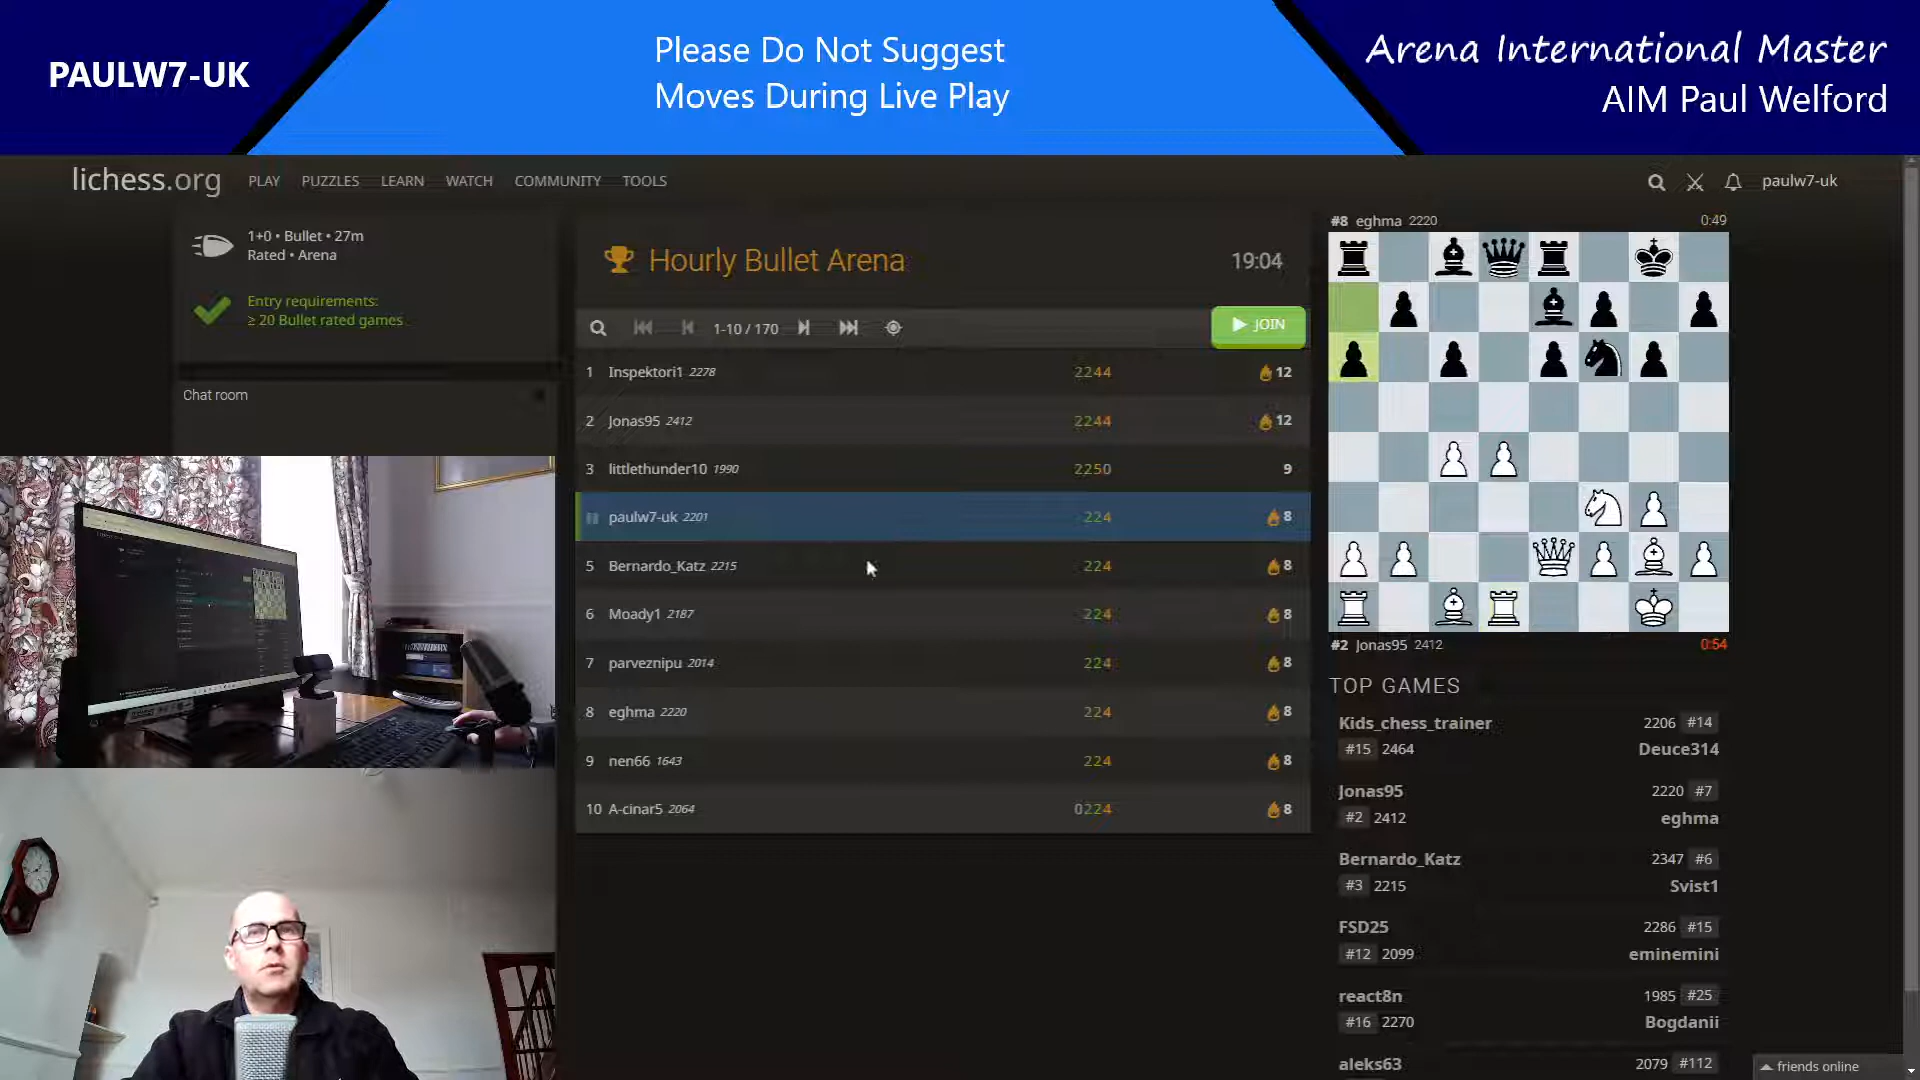 PAULW7-UK
Please Do Not Suggest
Moves During Live Play
Arena International Master
AIM Paul Welford
lichess.org PLAY PUZZLES LEARN WATCH COMMUNITY TOOLS paulw7-uk
1+0 • Bullet • 27m
Rated • Arena
Entry requirements:
≥ 20 Bullet rated games
Chat room
Hourly Bullet Arena 19:04
1-10 / 170 JOIN
1 Inspektori1 2278 2244 12
2 Jonas95 2412 2244 12
3 littlethunder10 1990 2250 9
paulw7-uk 2201 224 8
5 Bernardo_Katz 2215 224 8
6 Moady1 2187 224 8
7 parveznipu 2014 224 8
8 eghma 2220 224 8
9 nen66 1643 224 8
10 A-cinar5 2064 0224 8
#8 eghma 2220 0:49
#2 Jonas95 2412 0:54
TOP GAMES
Kids_chess_trainer 2206 #14
#15 2464 Deuce314
Jonas95 2220 #7
#2 2412 eghma
Bernardo_Katz 2347 #6
#3 2215 Svist1
FSD25 2286 #15
#12 2099 eminemini
react8n 1985 #25
#16 2270 Bogdanii
aleks63 2079 #112
friends online